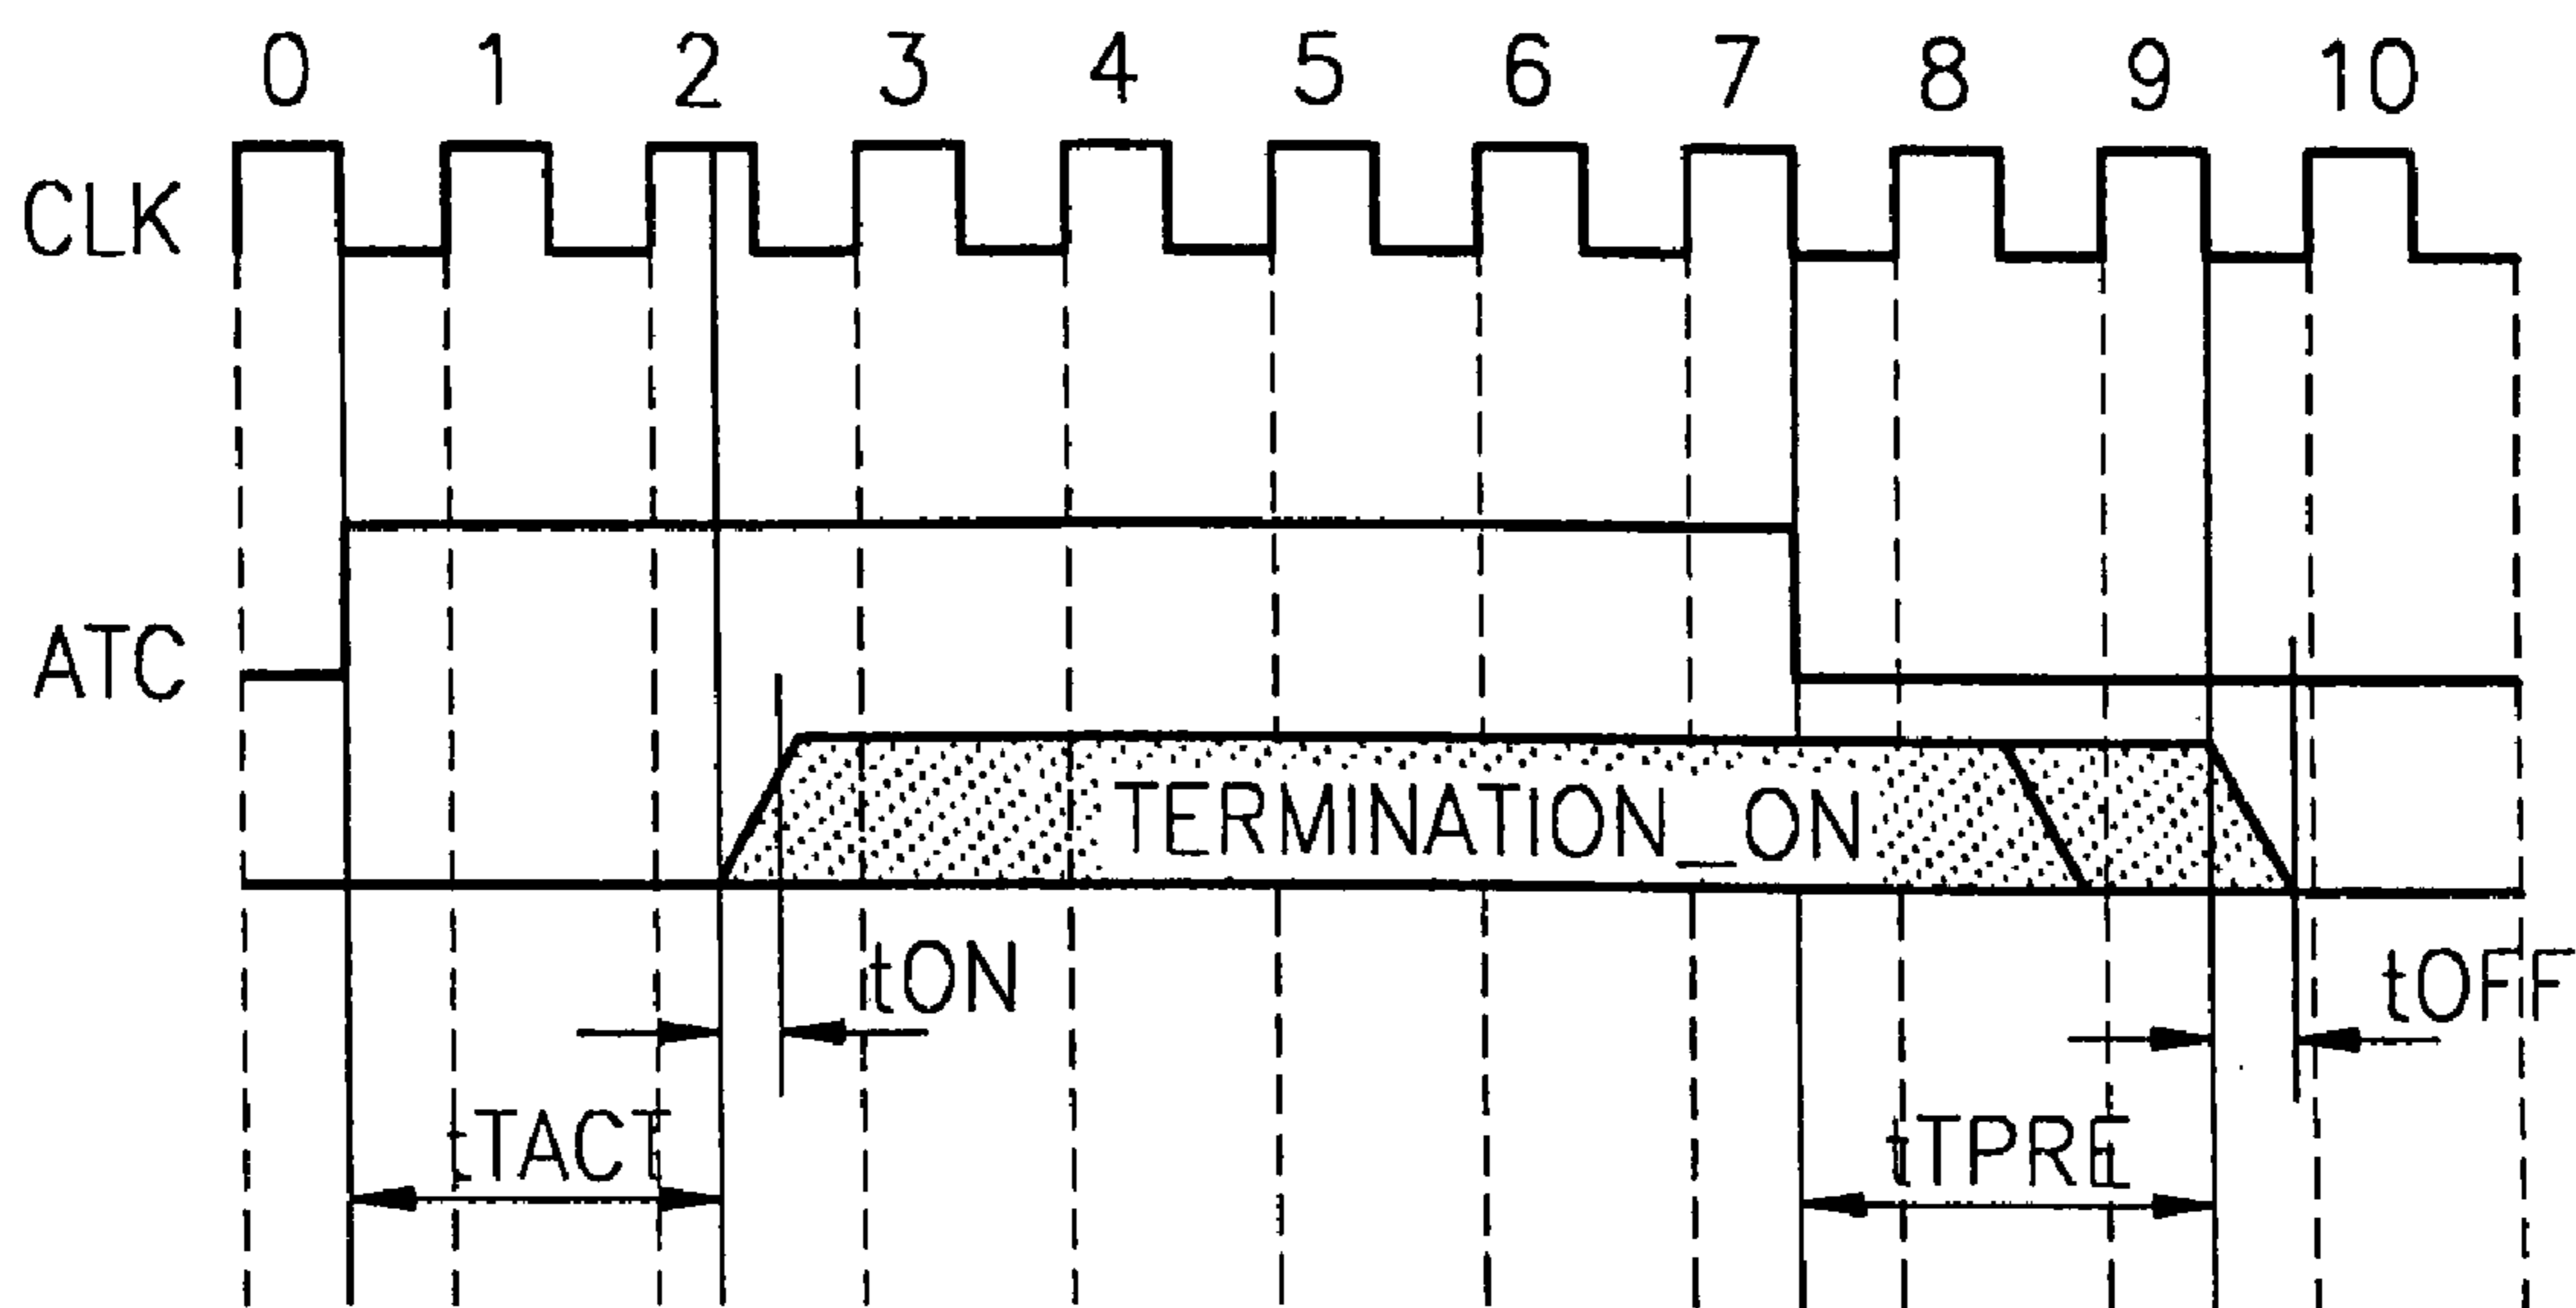 0 1 2 3 4 5 6 7 8 9 10
CLK
ATC
TERMINATION_ON
tON
tOFF
tTACT
tTPRE